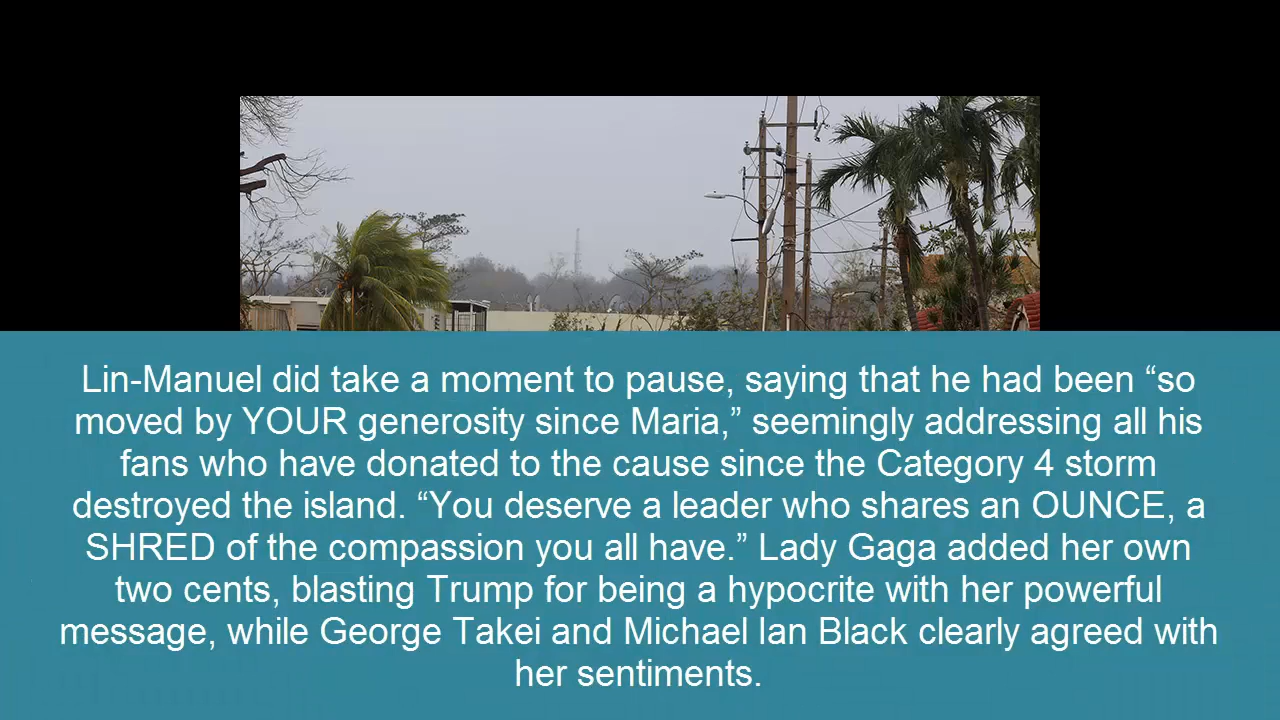 Lin-Manuel did take a moment to pause, saying that he had been “so
moved by YOUR generosity since Maria,” seemingly addressing all his
fans who have donated to the cause since the Category 4 storm
destroyed the island. “You deserve a leader who shares an OUNCE, a
SHRED of the compassion you all have.” Lady Gaga added her own
two cents, blasting Trump for being a hypocrite with her powerful
message, while George Takei and Michael Ian Black clearly agreed with
her sentiments.